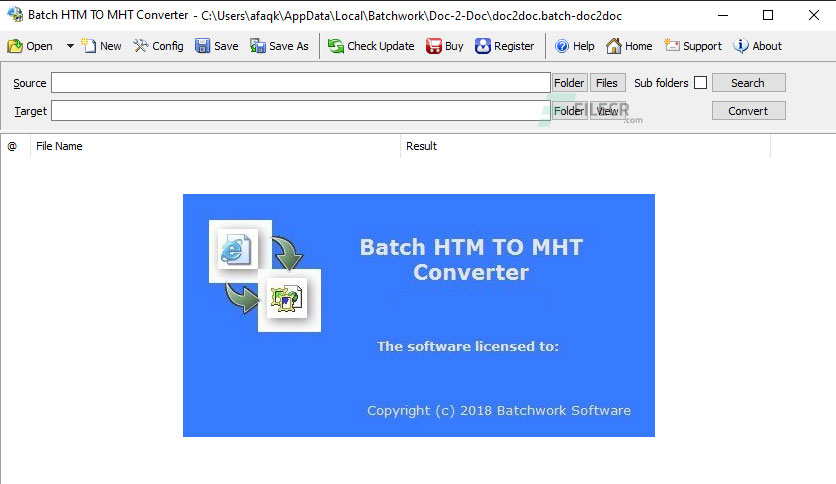 Batch HTM TO MHT Converter - C:\Users\afaqk\AppData\Local\Batchwork\Doc-2-Doc\doc2doc.batch-doc2doc
Open New Config Save Save As Check Update Buy Register Help Home Support About
Source Folder Files Sub folders Search
Target Folder View Convert
FILECR
.com
@ File Name Result
Batch HTM TO MHT
Converter
The software licensed to:
Copyright (c) 2018 Batchwork Software